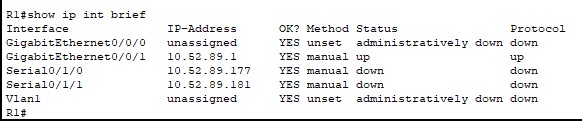 R1#show ip int brief
Interface IP-Address OK? Method Status Protocol
GigabitEthernet0/0/0 unassigned YES unset administratively down down
GigabitEthernet0/0/1 10.52.89.1 YES manual up up
Serial0/1/0 10.52.89.177 YES manual down down
Serial0/1/1 10.52.89.181 YES manual down down
Vlan1 unassigned YES unset administratively down down
R1#